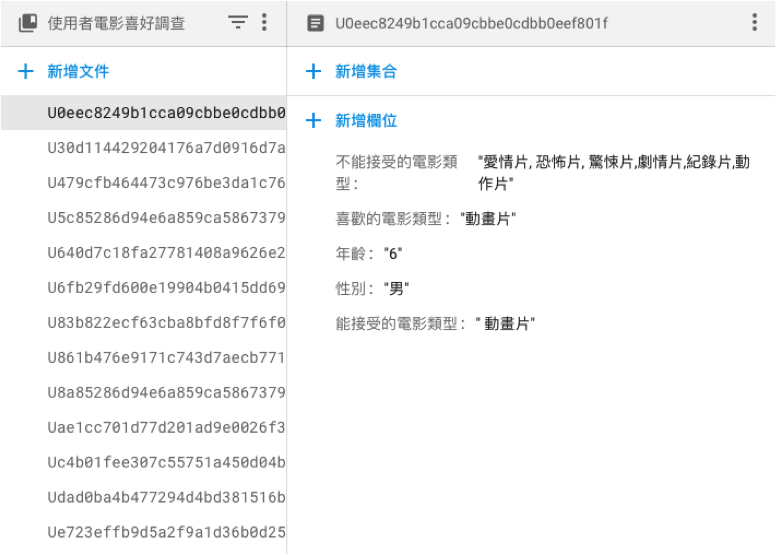 使用者電影喜好調查
U0eec8249b1cca09cbbe0cdbb0eef801f
新增文件
U0eec8249b1cca09cbbe0cdbb0
U30d114429204176a7d0916d7a
U479cfb464473c976be3da1c76
U5c85286d94e6a859ca5867379
U640d7c18fa27781408a9626e2
U6fb29fd600e19904b0415dd69
U83b822ecf63cba8bfd8f7f6f0
U861b476e9171c743d7aecb771
U8a85286d94e6a859ca5867379
Uae1cc701d77d201ad9e0026f3
Uc4b01fee307c55751a450d04b
Udad0ba4b477294d4bd381516b
Ue723effb9d5a2f9a1d36b0d25
新增集合
新增欄位
不能接受的電影類型： "愛情片, 恐怖片, 驚悚片,劇情片,紀錄片,動作片"
喜歡的電影類型： "動畫片"
年齡： "6"
性別： "男"
能接受的電影類型： " 動畫片"